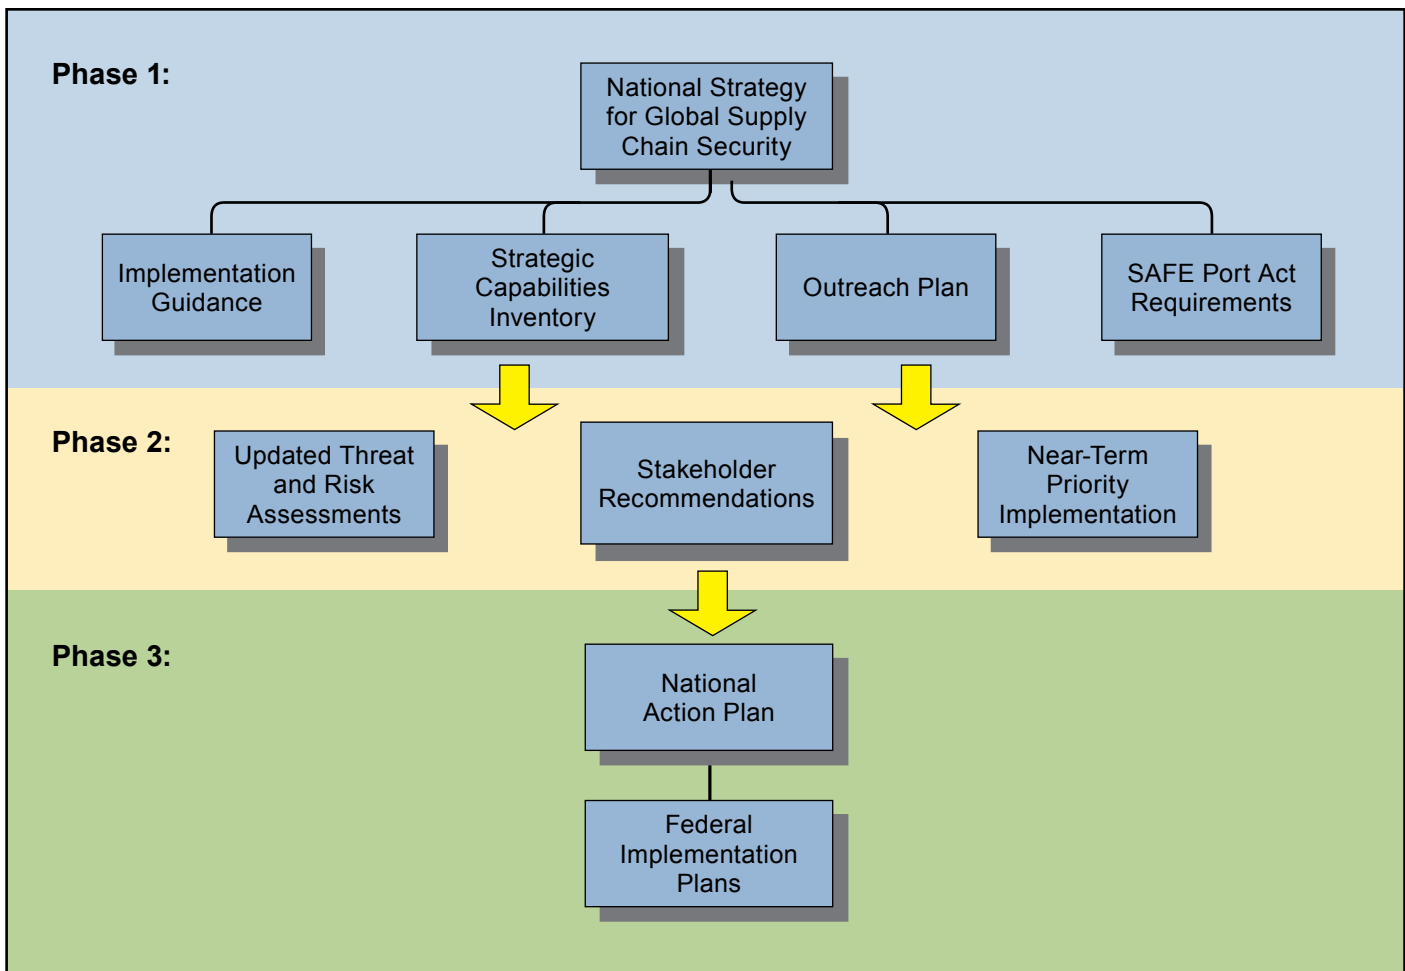 Phase 1:
National Strategy
for Global Supply
Chain Security
Implementation
Guidance
Strategic
Capabilities
Inventory
Outreach Plan
SAFE Port Act
Requirements
Phase 2:
Updated Threat
and Risk
Assessments
Stakeholder
Recommendations
Near-Term
Priority
Implementation
Phase 3:
National
Action Plan
Federal
Implementation
Plans